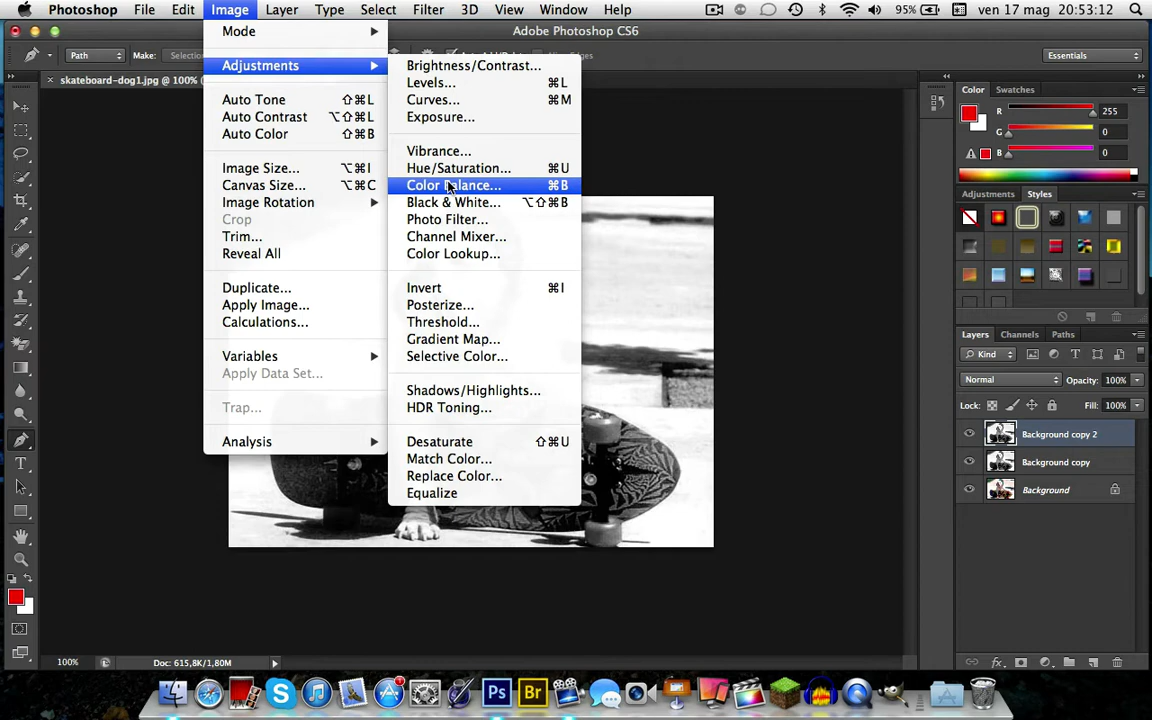 Photoshop File Edit Image Layer Type Select Filter 3D View Window Help 95% ven 17 mag 20:53:12
Adobe Photoshop CS6
Path Make: Selection Essentials
× skateboard-dog1.jpg @ 100%
Mode
Adjustments
Auto Tone ⇧⌘L
Auto Contrast ⌥⇧⌘L
Auto Color ⇧⌘B
Image Size... ⌥⌘I
Canvas Size... ⌥⌘C
Image Rotation
Crop
Trim...
Reveal All
Duplicate...
Apply Image...
Calculations...
Variables
Apply Data Set...
Trap...
Analysis
Brightness/Contrast...
Levels... ⌘L
Curves... ⌘M
Exposure...
Vibrance...
Hue/Saturation... ⌘U
Color Balance... ⌘B
Black & White... ⌥⇧⌘B
Photo Filter...
Channel Mixer...
Color Lookup...
Invert ⌘I
Posterize...
Threshold...
Gradient Map...
Selective Color...
Shadows/Highlights...
HDR Toning...
Desaturate ⇧⌘U
Match Color...
Replace Color...
Equalize
Color Swatches
R 255
G 0
B 0
Adjustments Styles
Layers Channels Paths
Kind
Normal Opacity: 100%
Lock: Fill: 100%
Background copy 2
Background copy
Background
100% Doc: 615,8K/1,80M
Ps Br